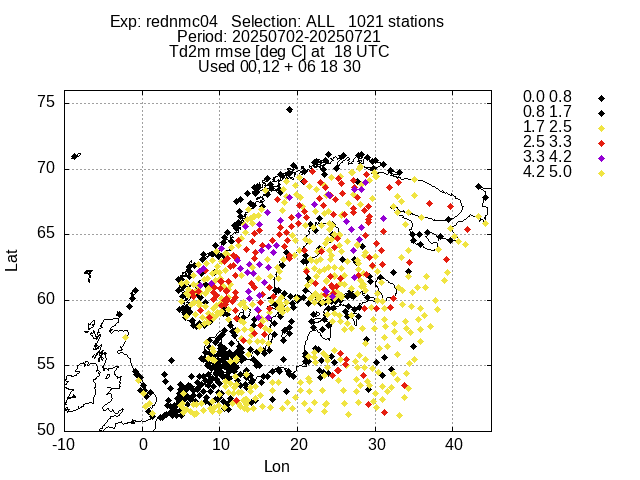 Exp: rednmc04   Selection: ALL   1021 stations
Period: 20250702-20250721
Td2m rmse [deg C] at  18 UTC
Used 00,12 + 06 18 30
0.0 0.8
0.8 1.7
1.7 2.5
2.5 3.3
3.3 4.2
4.2 5.0
75
70
65
60
55
50
Lat
-10 0 10 20 30 40
Lon